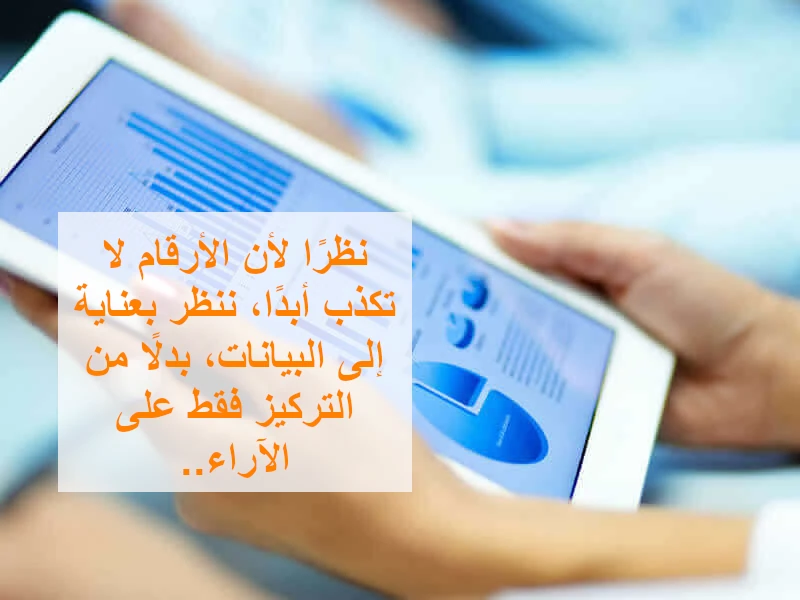 نظرًا لأن الأرقام لا
تكذب أبدًا، ننظر بعناية
إلى البيانات، بدلًا من
التركيز فقط على
الآراء..